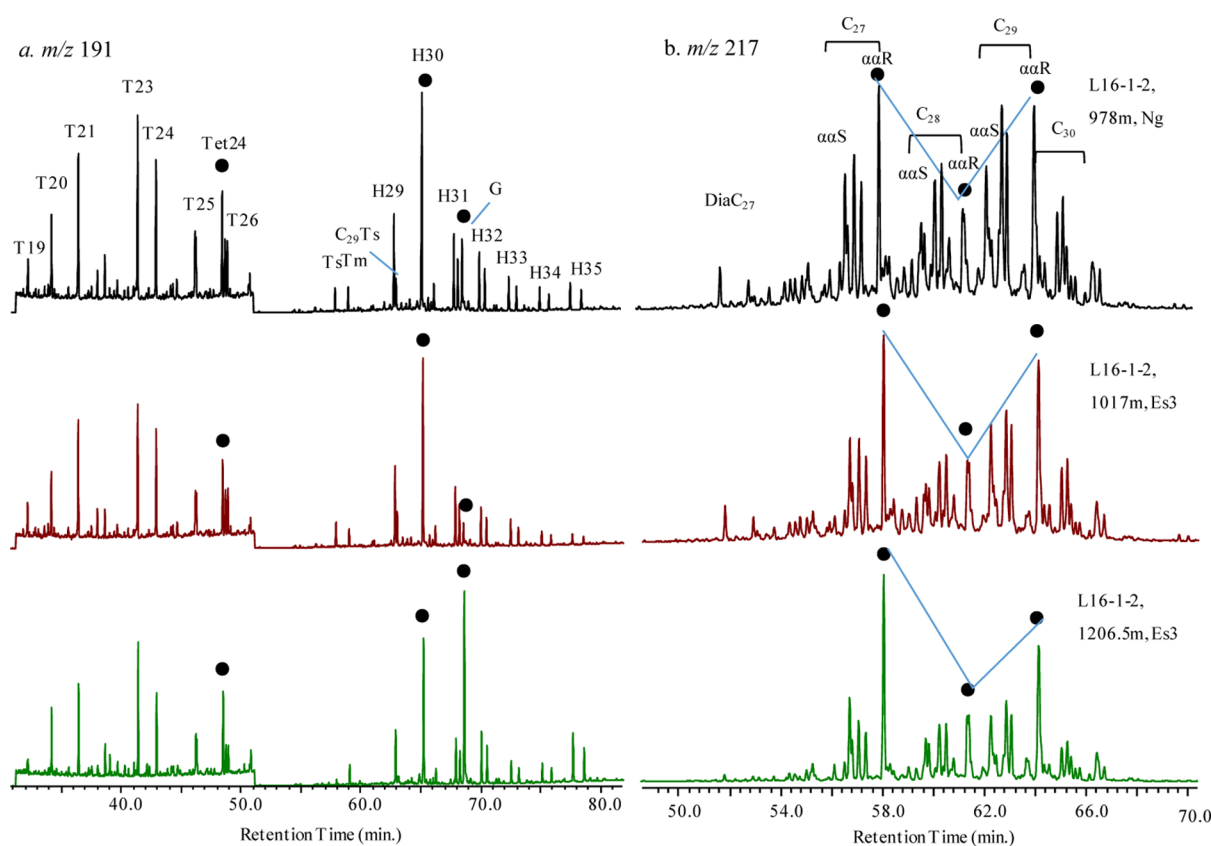 a. m/z 191
T19
T20
T21
T23
T24
T25
Tet24
T26
Ts
Tm
C₂₉Ts
H29
H30
H31
G
H32
H33
H34
H35
b. m/z 217
C₂₇
ααR
C₂₉
ααR
L16-1-2,
978m, Ng
C₂₈
ααS
ααS
C₃₀
ααS
ααR
DiaC₂₇
L16-1-2,
1017m, Es3
L16-1-2,
1206.5m, Es3
40.0 50.0 60.0 70.0 80.0
Retention Time (min.)
50.0 54.0 58.0 62.0 66.0 70.0
Retention Time (min.)